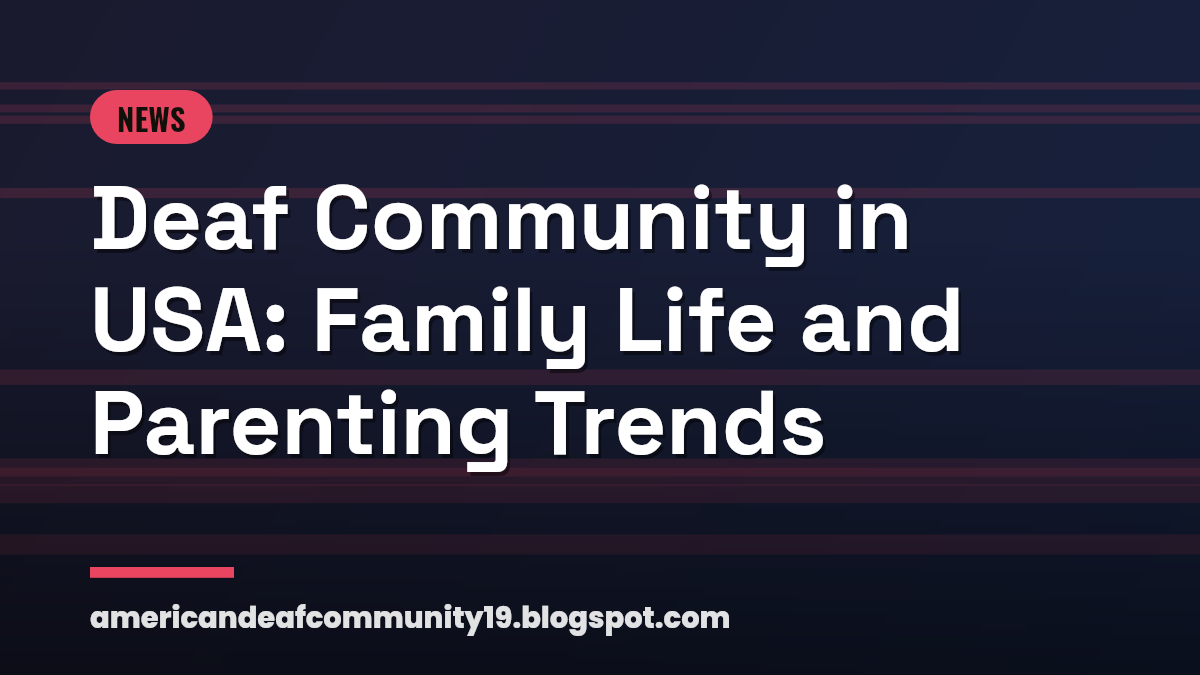 NEWS
Deaf Community in
USA: Family Life and
Parenting Trends
americandeafcommunity19.blogspot.com